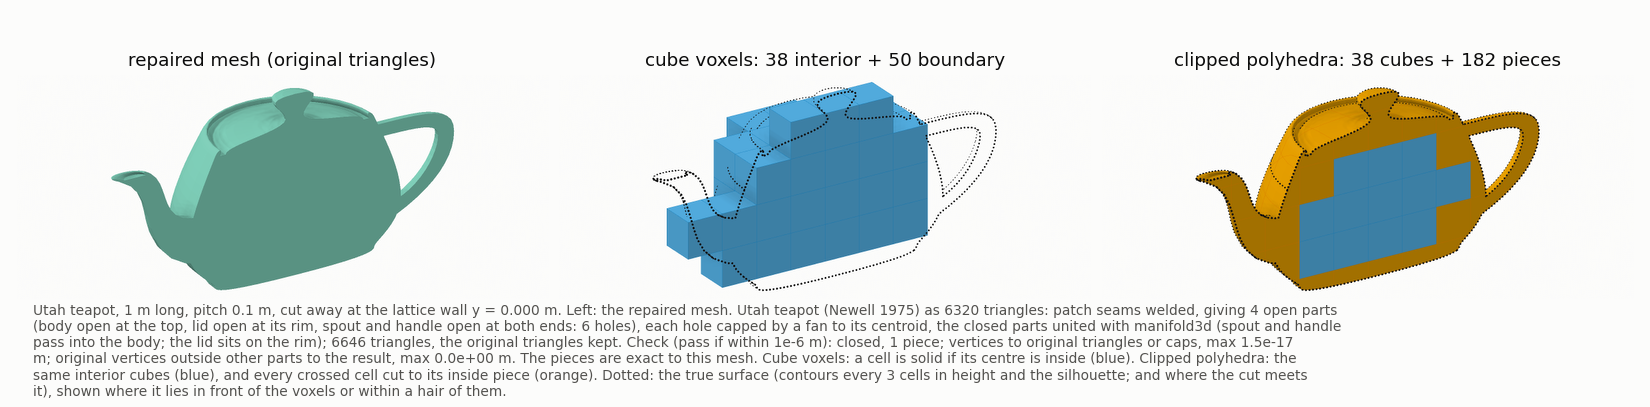 repaired mesh (original triangles)
cube voxels: 38 interior + 50 boundary
clipped polyhedra: 38 cubes + 182 pieces
Utah teapot, 1 m long, pitch 0.1 m, cut away at the lattice wall y = 0.000 m. Left: the repaired mesh. Utah teapot (Newell 1975) as 6320 triangles: patch seams welded, giving 4 open parts
(body open at the top, lid open at its rim, spout and handle open at both ends: 6 holes), each hole capped by a fan to its centroid, the closed parts united with manifold3d (spout and handle
pass into the body; the lid sits on the rim); 6646 triangles, the original triangles kept. Check (pass if within 1e-6 m): closed, 1 piece; vertices to original triangles or caps, max 1.5e-17
m; original vertices outside other parts to the result, max 0.0e+00 m. The pieces are exact to this mesh. Cube voxels: a cell is solid if its centre is inside (blue). Clipped polyhedra: the
same interior cubes (blue), and every crossed cell cut to its inside piece (orange). Dotted: the true surface (contours every 3 cells in height and the silhouette; and where the cut meets
it), shown where it lies in front of the voxels or within a hair of them.